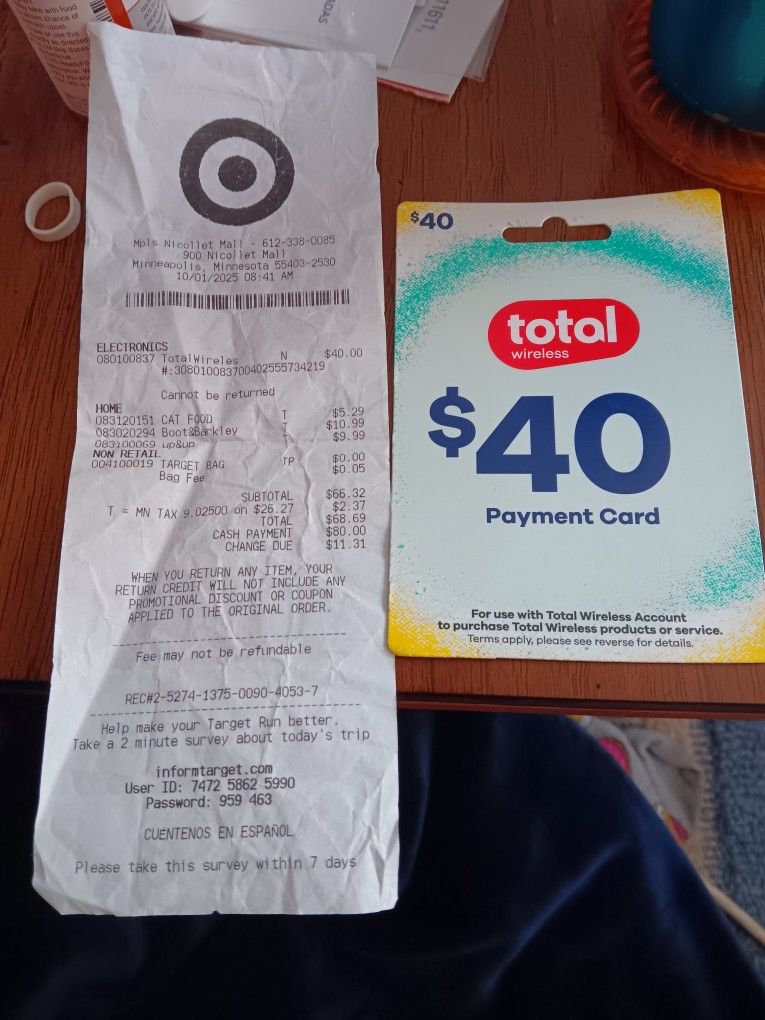 Mpls Nicollet Mall - 612-338-0085
900 Nicollet Mall
Minneapolis, Minnesota 55403-2530
10/01/2025 08:41 AM
ELECTRONICS
080100837 TotalWireles N $40.00
#:308010083700402555734219
Cannot be returned
HOME
083120151 CAT FOOD T $5.29
083020294 Boot&Barkley T $10.99
083100069 up&up $9.99
NON RETAIL
004100019 TARGET BAG TP $0.00
Bag Fee $0.05
SUBTOTAL $66.32
T = MN TAX 9.02500 on $26.27 $2.37
TOTAL $68.69
CASH PAYMENT $80.00
CHANGE DUE $11.31
WHEN YOU RETURN ANY ITEM, YOUR
RETURN CREDIT WILL NOT INCLUDE ANY
PROMOTIONAL DISCOUNT OR COUPON
APPLIED TO THE ORIGINAL ORDER.
Fee may not be refundable
REC#2-5274-1375-0090-4053-7
Help make your Target Run better.
Take a 2 minute survey about today's trip
informtarget.com
User ID: 7472 5862 5990
Password: 959 463
CUÉNTENOS EN ESPAÑOL
Please take this survey within 7 days
$40
total
wireless
$40
Payment Card
For use with Total Wireless Account
to purchase Total Wireless products or service.
Terms apply, please see reverse for details.